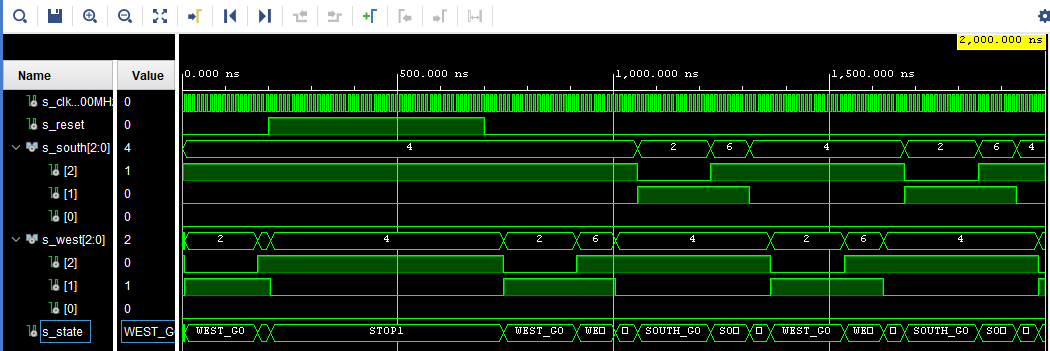 2,000.000 ns
Name Value 0.000 ns 500.000 ns 1,000.000 ns 1,500.000 ns
s_clk...00MH 0
s_reset 0
s_south[2:0] 4 4 2 6 4 2 6 4
[2] 1
[1] 0
[0] 0
s_west[2:0] 2 2 4 2 6 4 2 6 4
[2] 0
[1] 1
[0] 0
s_state WEST_G WEST_GO STOP1 WEST_GO WE□ □ SOUTH_GO SO□ □ WEST_GO WE□ □ SOUTH_GO SO□ □